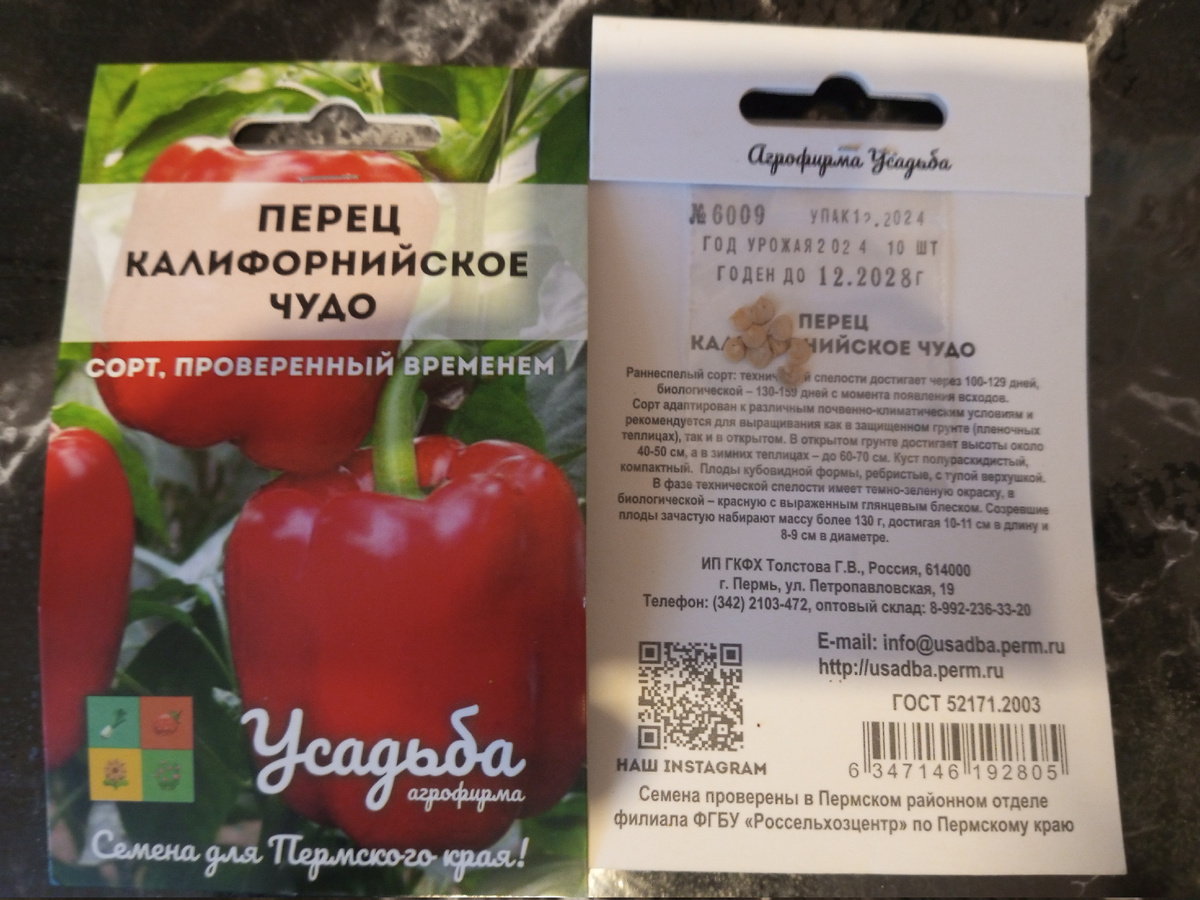 ПЕРЕЦ
КАЛИФОРНИЙСКОЕ
ЧУДО
СОРТ, ПРОВЕРЕННЫЙ ВРЕМЕНЕМ
Усадьба
агрофирма
Семена для Пермского края!
Агрофирма Усадьба
№6009 УПАК12.2024
ГОД УРОЖАЯ2024 10 ШТ
ГОДЕН ДО 12.2028г
ПЕРЕЦ
КАЛИФОРНИЙСКОЕ ЧУДО
Раннеспелый сорт: технической спелости достигает через 100-129 дней,
биологической – 130-159 дней с момента появления всходов.
Сорт адаптирован к различным почвенно-климатическим условиям и
рекомендуется для выращивания как в защищенном грунте (пленочных
теплицах), так и в открытом. В открытом грунте достигает высоты около
40-50 см, а в зимних теплицах – до 60-70 см. Куст полураскидистый,
компактный. Плоды кубовидной формы, ребристые, с тупой верхушкой.
В фазе технической спелости имеет темно-зеленую окраску, в
биологической – красную с выраженным глянцевым блеском. Созревшие
плоды зачастую набирают массу более 130 г, достигая 10-11 см в длину и
8-9 см в диаметре.
ИП ГКФХ Толстова Г.В., Россия, 614000
г. Пермь, ул. Петропавловская, 19
Телефон: (342) 2103-472, оптовый склад: 8-992-236-33-20
E-mail: info@usadba.perm.ru
http://usadba.perm.ru
ГОСТ 52171.2003
НАШ INSTAGRAM
6 347146 192805
Семена проверены в Пермском районном отделе
филиала ФГБУ «Россельхозцентр» по Пермскому краю